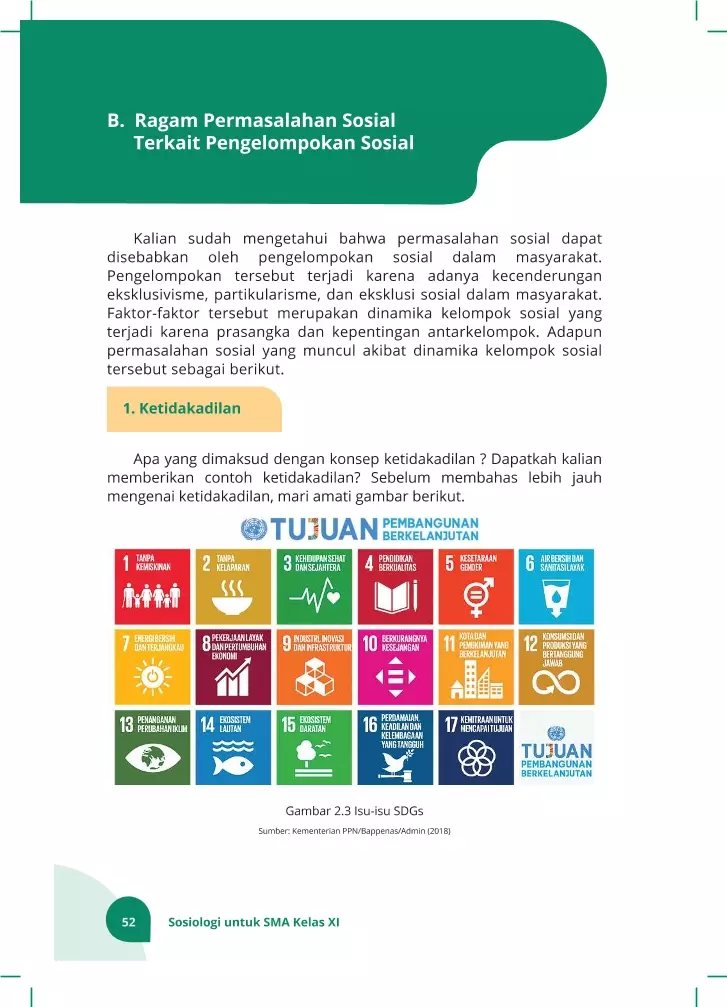 B. Ragam Permasalahan Sosial
Terkait Pengelompokan Sosial
Kalian sudah mengetahui bahwa permasalahan sosial dapat
disebabkan oleh pengelompokan sosial dalam masyarakat.
Pengelompokan tersebut terjadi karena adanya kecenderungan
eksklusivisme, partikularisme, dan eksklusi sosial dalam masyarakat.
Faktor-faktor tersebut merupakan dinamika kelompok sosial yang
terjadi karena prasangka dan kepentingan antarkelompok. Adapun
permasalahan sosial yang muncul akibat dinamika kelompok sosial
tersebut sebagai berikut.
1. Ketidakadilan
Apa yang dimaksud dengan konsep ketidakadilan ? Dapatkah kalian
memberikan contoh ketidakadilan? Sebelum membahas lebih jauh
mengenai ketidakadilan, mari amati gambar berikut.
TUJUAN PEMBANGUNAN
BERKELANJUTAN
1 TANPA
KEMISKINAN
2 TANPA
KELAPARAN
3 KEHIDUPAN SEHAT
DAN SEJAHTERA
4 PENDIDIKAN
BERKUALITAS
5 KESETARAAN
GENDER
6 AIR BERSIH DAN
SANITASI LAYAK
7 ENERGI BERSIH
DAN TERJANGKAU
8 PEKERJAAN LAYAK
DAN PERTUMBUHAN
EKONOMI
9 INDUSTRI, INOVASI
DAN INFRASTRUKTUR
10 BERKURANGNYA
KESENJANGAN
11 KOTA DAN
PEMUKIMAN YANG
BERKELANJUTAN
12 KONSUMSI DAN
PRODUKSI YANG
BERTANGGUNG
JAWAB
13 PENANGANAN
PERUBAHAN IKLIM
14 EKOSISTEM
LAUTAN
15 EKOSISTEM
DARATAN
16 PERDAMAIAN,
KEADILAN DAN
KELEMBAGAAN
YANG TANGGUH
17 KEMITRAAN UNTUK
MENCAPAI TUJUAN
TUJUAN
PEMBANGUNAN
BERKELANJUTAN
Gambar 2.3 Isu-isu SDGs
Sumber: Kementerian PPN/Bappenas/Admin (2018)
52 Sosiologi untuk SMA Kelas XI